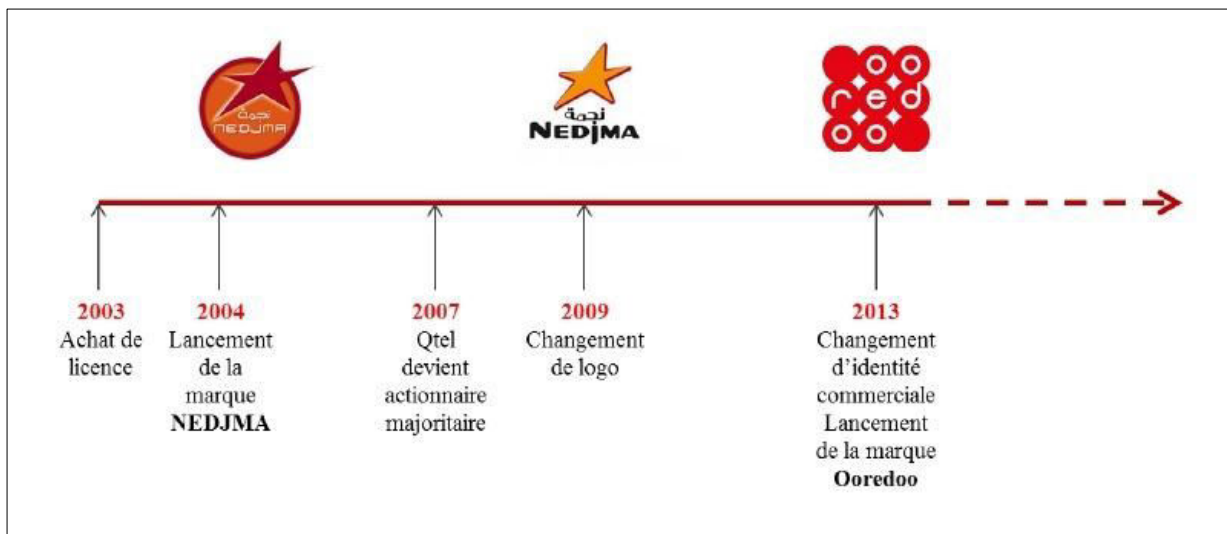 نجمة
NEDJMA
نجمة
NEDJMA
oo
red
oo
2003
Achat de
licence
2004
Lancement
de la
marque
NEDJMA
2007
Qtel
devient
actionnaire
majoritaire
2009
Changement
de logo
2013
Changement
d’identité
commerciale
Lancement
de la marque
Ooredoo